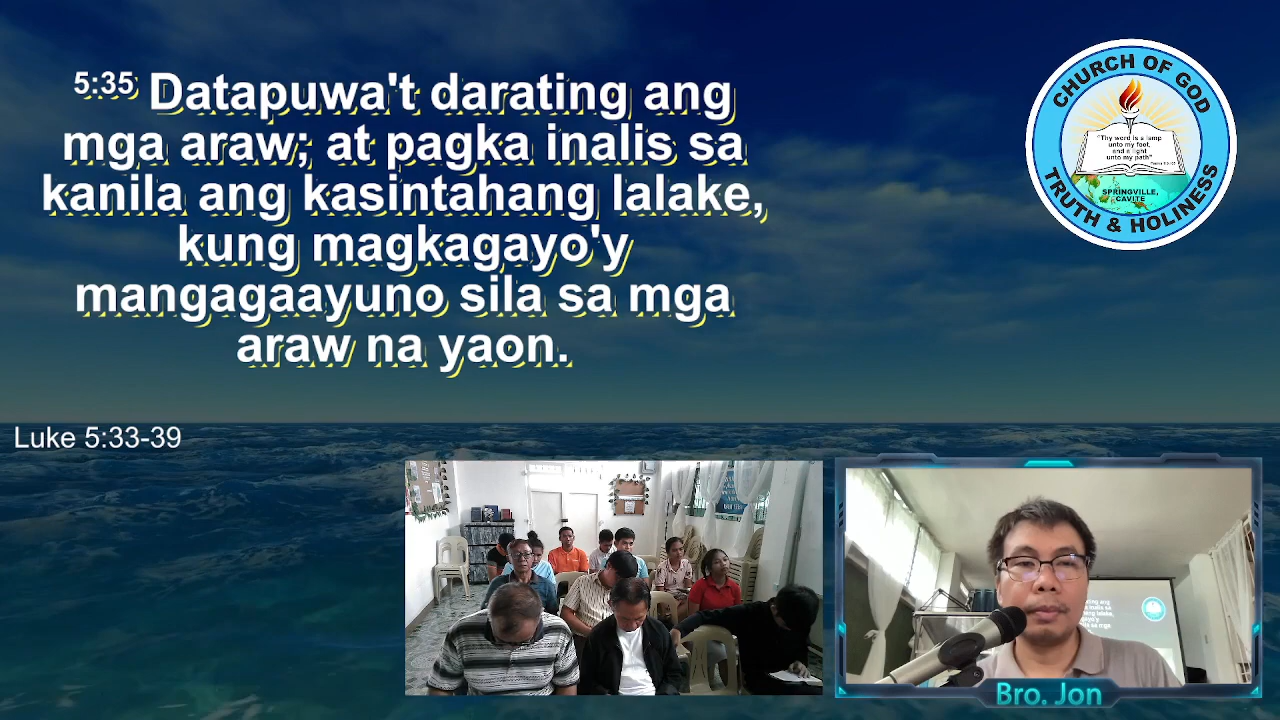 5:35 Datapuwa't darating ang
mga araw; at pagka inalis sa
kanila ang kasintahang lalake,
kung magkagayo'y
mangagaayuno sila sa mga
araw na yaon.
Luke 5:33-39
CHURCH OF GOD
"Thy word is a lamp
unto my feet,
and a light
unto my path"
SPRINGVILLE,
CAVITE
TRUTH & HOLINESS
Bro. Jon